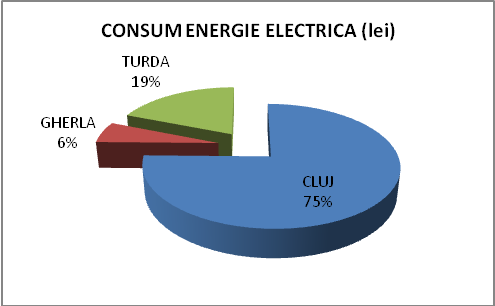 CONSUM ENERGIE ELECTRICA (lei)
TURDA
19%
GHERLA
6%
CLUJ
75%